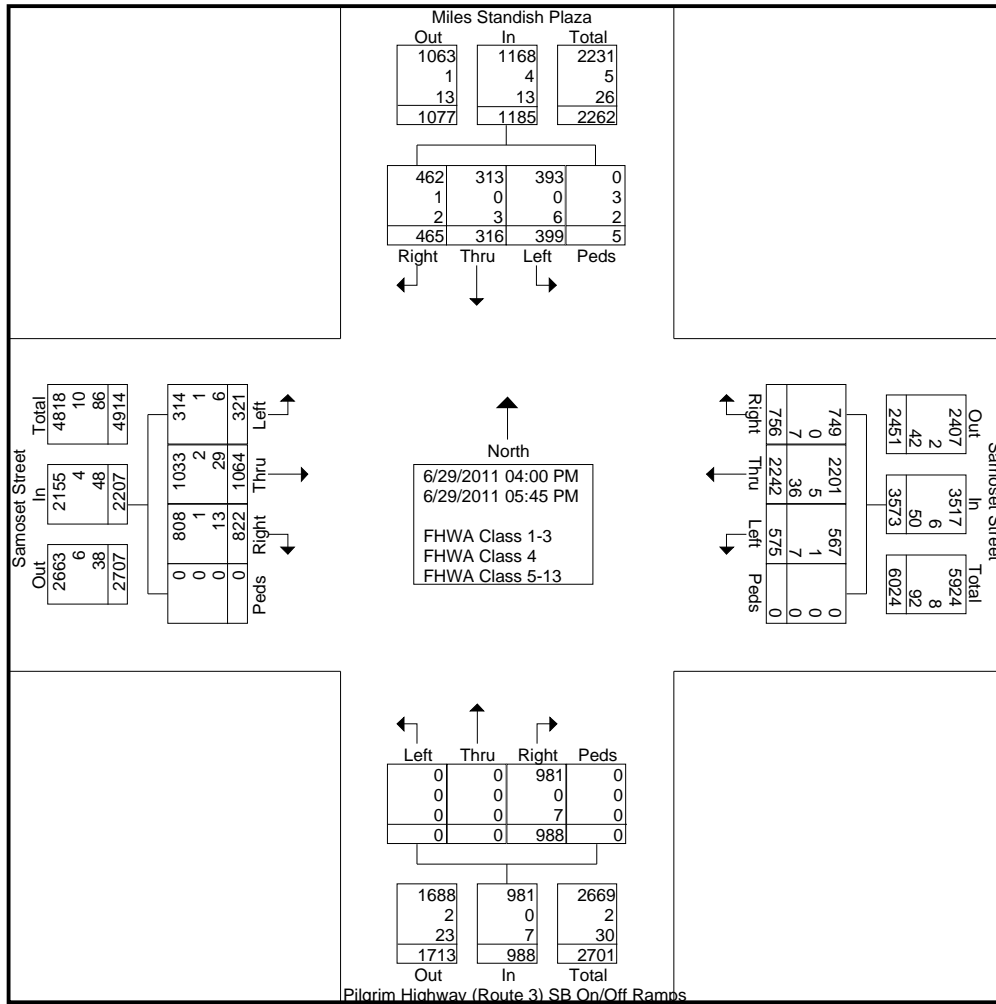 Miles Standish Plaza
Out In Total
1063 1168 2231
1 4 5
13 13 26
1077 1185 2262
462 313 393 0
1 0 0 3
2 3 6 2
465 316 399 5
Right Thru Left Peds
Samoset Street
Total 4818 10 86 4914
In 2155 4 48 2207
Out 2663 6 38 2707
314 1 6 321 Left
1033 2 29 1064 Thru
808 1 13 822 Right
0 0 0 0 Peds
North
6/29/2011 04:00 PM
6/29/2011 05:45 PM
FHWA Class 1-3
FHWA Class 4
FHWA Class 5-13
Right 756 7 0 749
Thru 2242 36 5 2201
Left 575 7 1 567
Peds 0 0 0 0
Out 2451 42 2 2407
In 3573 50 6 3517
Total 6024 92 8 5924
Samoset Street
Left Thru Right Peds
0 0 981 0
0 0 0 0
0 0 7 0
0 0 988 0
1688 981 2669
2 0 2
23 7 30
1713 988 2701
Out In Total
Pilgrim Highway (Route 3) SB On/Off Ramps